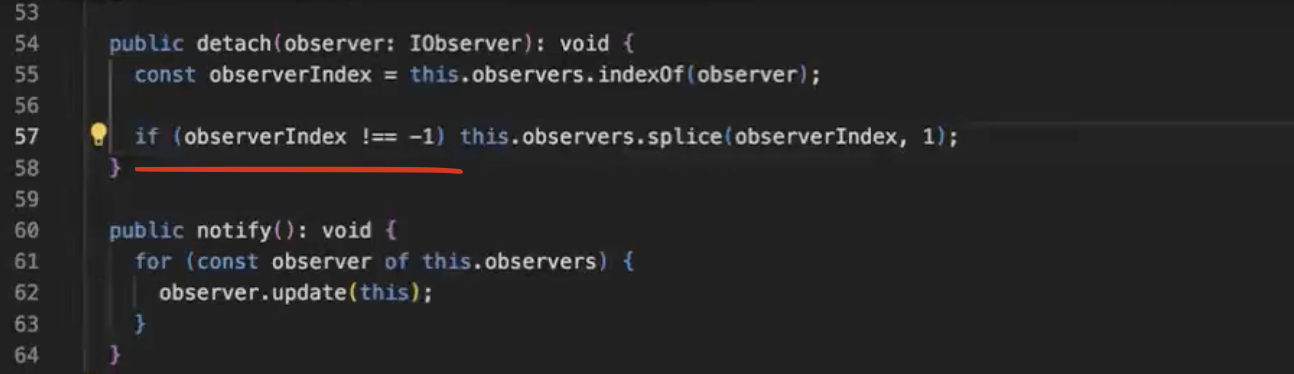 53
54 public detach(observer: IObserver): void {
55 const observerIndex = this.observers.indexOf(observer);
56
57 if (observerIndex !== -1) this.observers.splice(observerIndex, 1);
58 }
59
60 public notify(): void {
61 for (const observer of this.observers) {
62 observer.update(this);
63 }
64 }